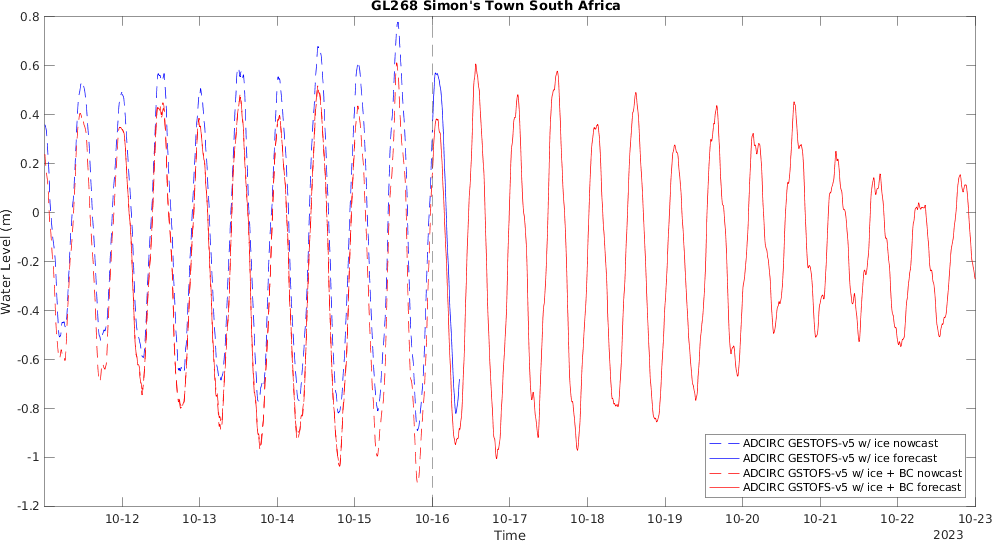 GL268 Simon's Town South Africa
Water Level (m)
0.8
0.6
0.4
0.2
0
-0.2
-0.4
-0.6
-0.8
-1
-1.2
ADCIRC GESTOFS-v5 w/ ice nowcast
ADCIRC GESTOFS-v5 w/ ice forecast
ADCIRC GSTOFS-v5 w/ ice + BC nowcast
ADCIRC GSTOFS-v5 w/ ice + BC forecast
10-12 10-13 10-14 10-15 10-16 10-17 10-18 10-19 10-20 10-21 10-22 10-23
Time
2023